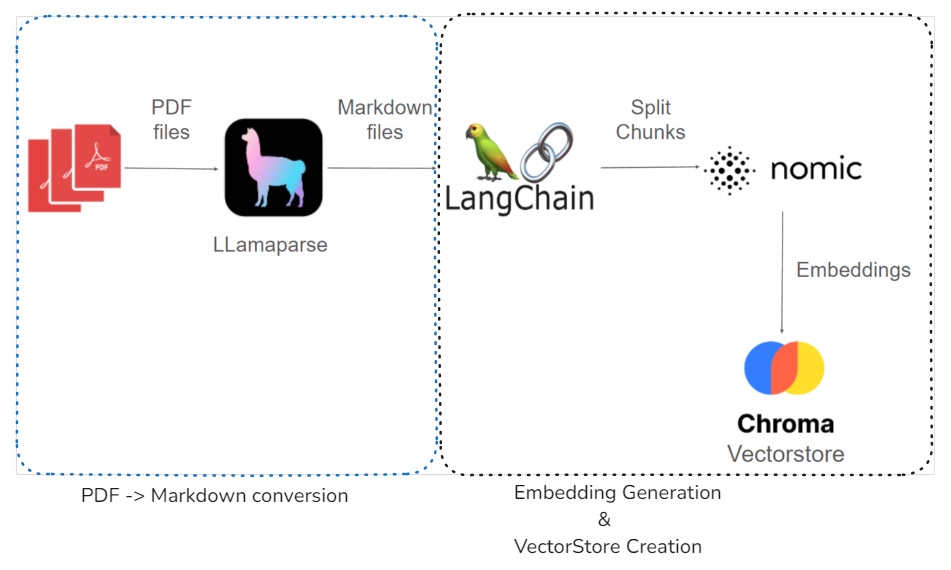 PDF
files
Markdown
files
Split
Chunks
PDF
LangChain
nomic
LLamaparse
Embeddings
Chroma
Vectorstore
PDF -> Markdown conversion
Embedding Generation
&
VectorStore Creation